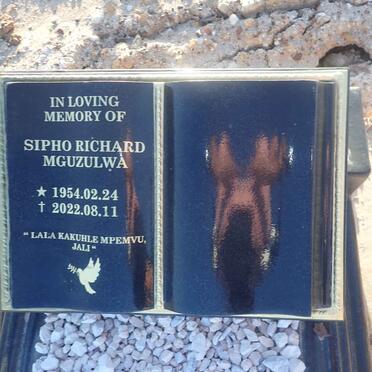 IN LOVING
MEMORY OF
SIPHO RICHARD
MGUZULWA
★ 1954.02.24
† 2022.08.11
"LALA KAKUHLE MPEMVU,
JALI"